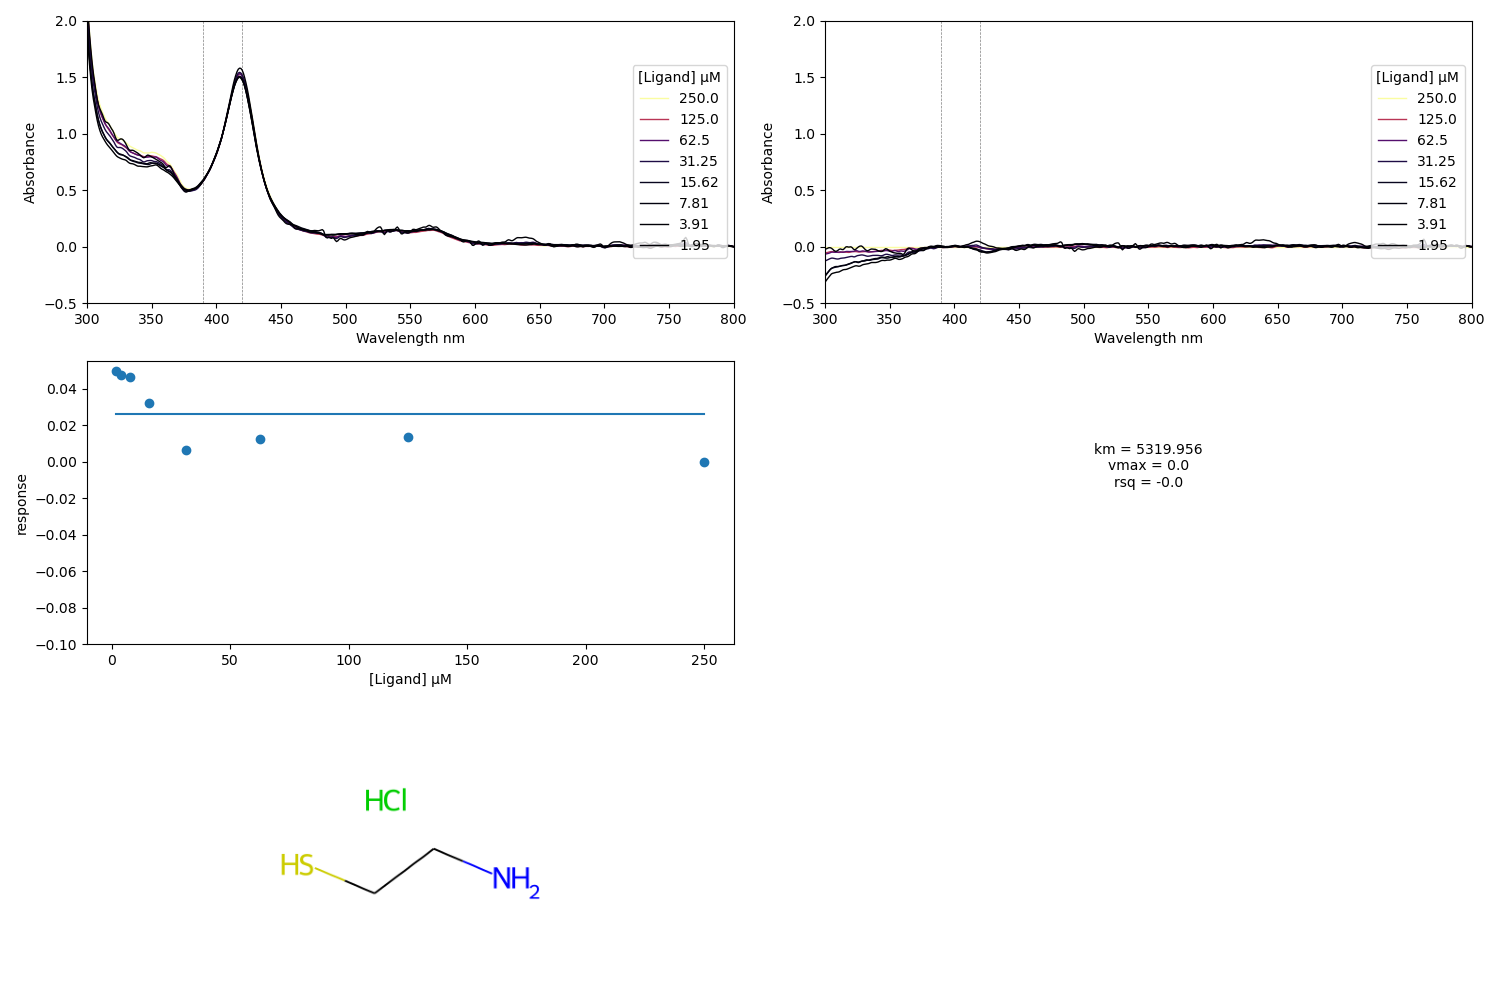 2.0
1.5
1.0
0.5
0.0
−0.5
Absorbance
300 350 400 450 500 550 600 650 700 750 800
Wavelength nm
[Ligand] µM
250.0
125.0
62.5
31.25
15.62
7.81
3.91
1.95
2.0
1.5
1.0
0.5
0.0
−0.5
Absorbance
300 350 400 450 500 550 600 650 700 750 800
Wavelength nm
[Ligand] µM
250.0
125.0
62.5
31.25
15.62
7.81
3.91
1.95
0.04
0.02
0.00
−0.02
−0.04
−0.06
−0.08
−0.10
response
0 50 100 150 200 250
[Ligand] µM
km = 5319.956
vmax = 0.0
rsq = -0.0
HCl
HS
NH2